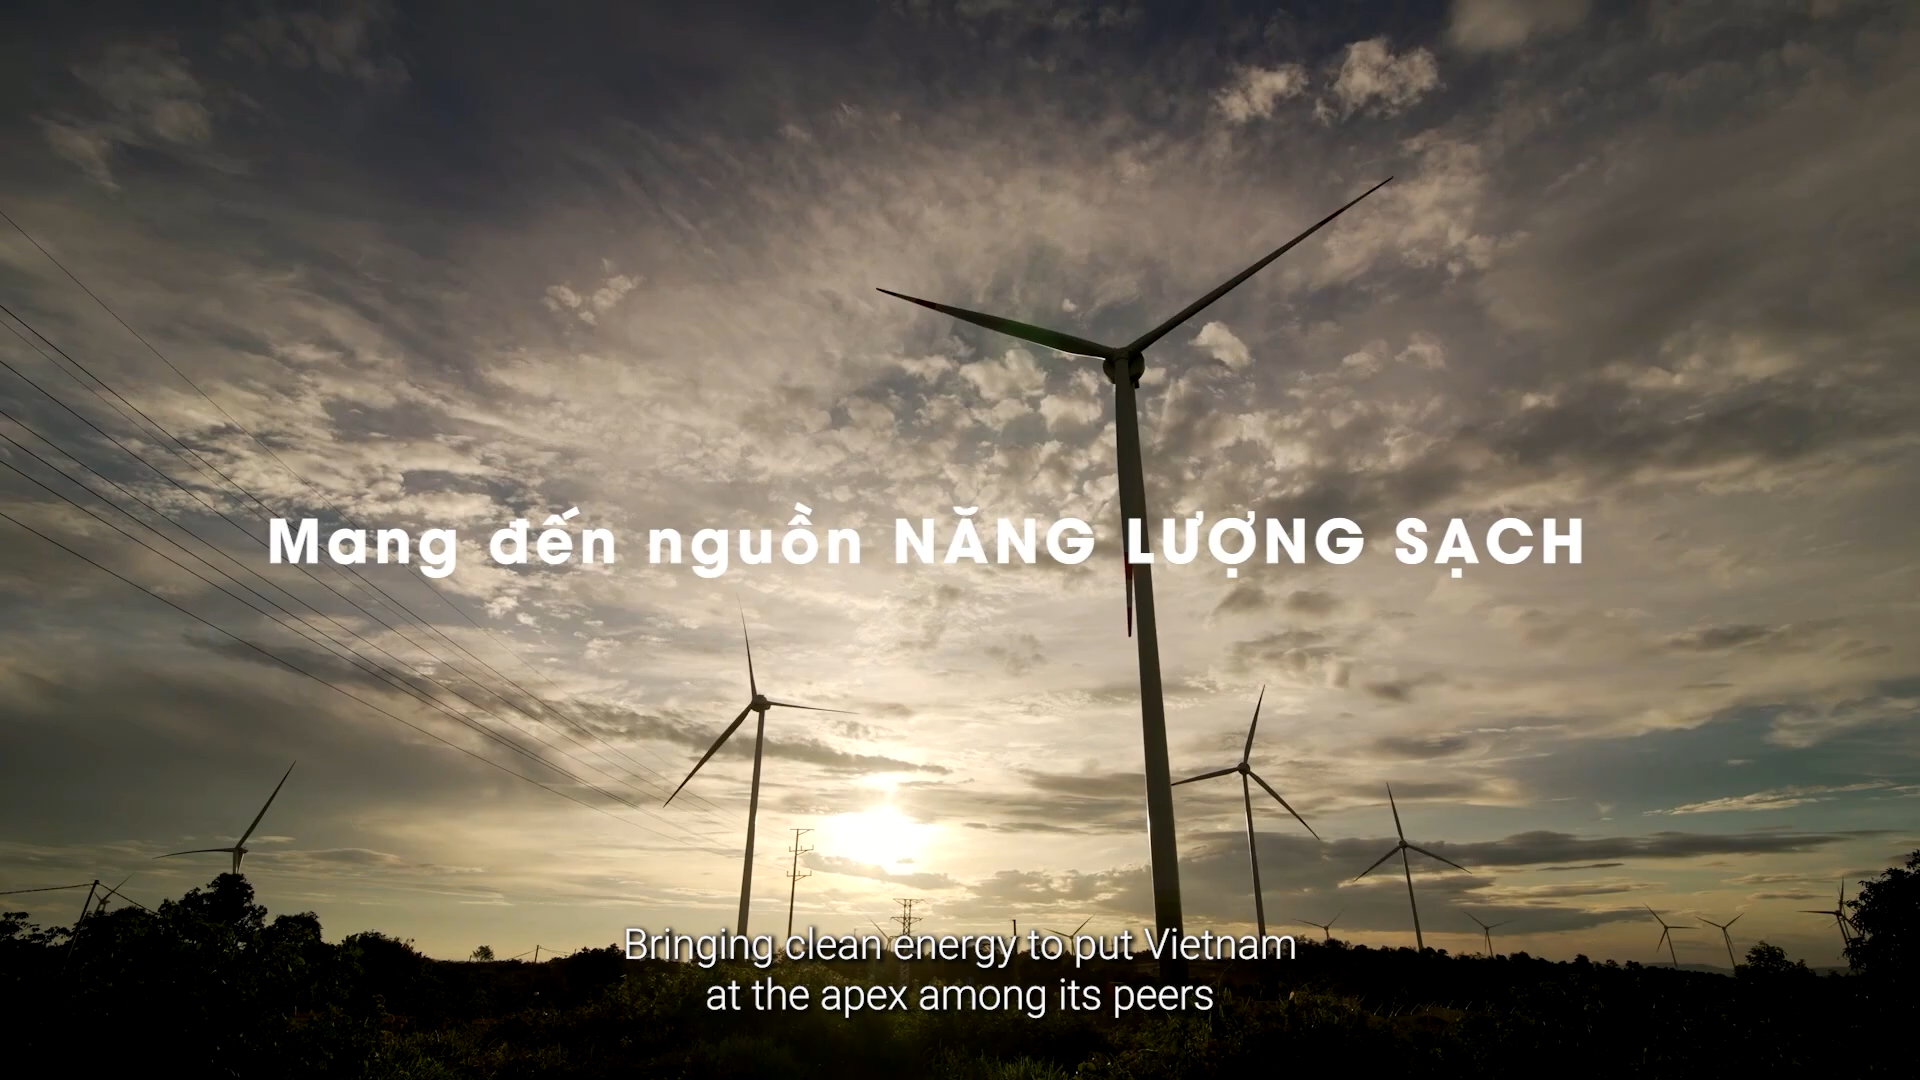 Mang đến nguồn NĂNG LƯỢNG SẠCH
Bringing clean energy to put Vietnam
at the apex among its peers